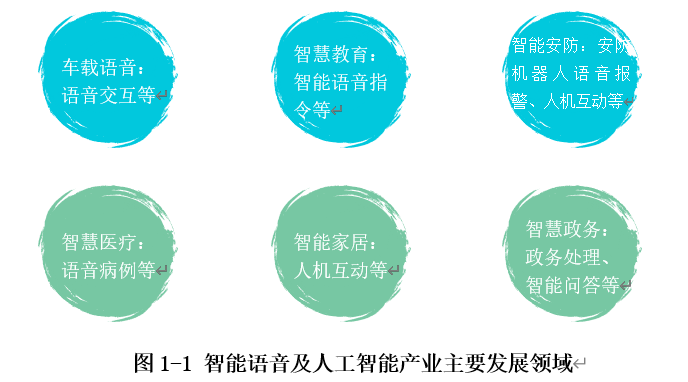 车载语音：
语音交互等
智慧教育：
智能语音指
令等
智能安防：安防
机器人语音报
警、人机互动等
智慧医疗：
语音病例等
智能家居：
人机互动等
智慧政务：
政务处理、
智能问答等
图 1-1 智能语音及人工智能产业主要发展领域